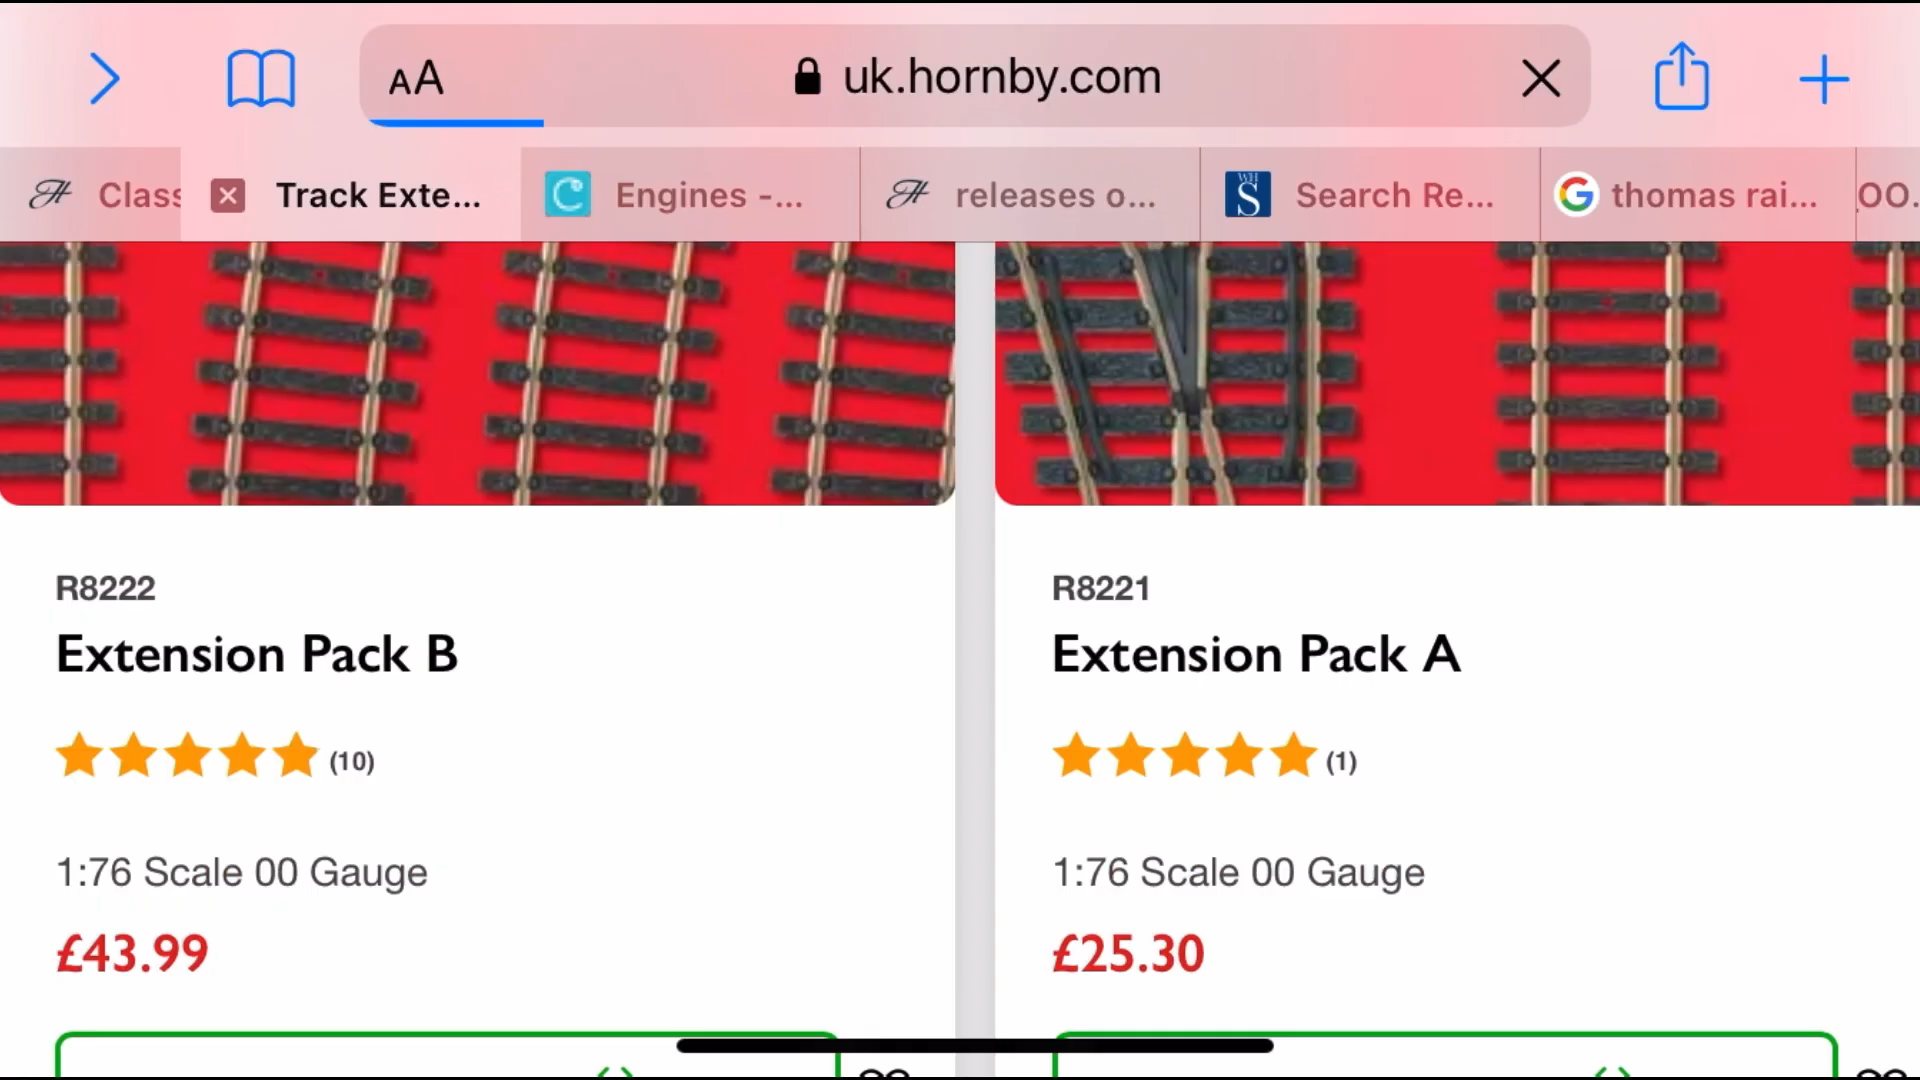 AA
uk.hornby.com
Class
Track Exte...
Engines -...
releases o...
WH
S
Search Re...
thomas rai...
OO.
R8222
Extension Pack B
(10)
1:76 Scale 00 Gauge
£43.99
R8221
Extension Pack A
(1)
1:76 Scale 00 Gauge
£25.30